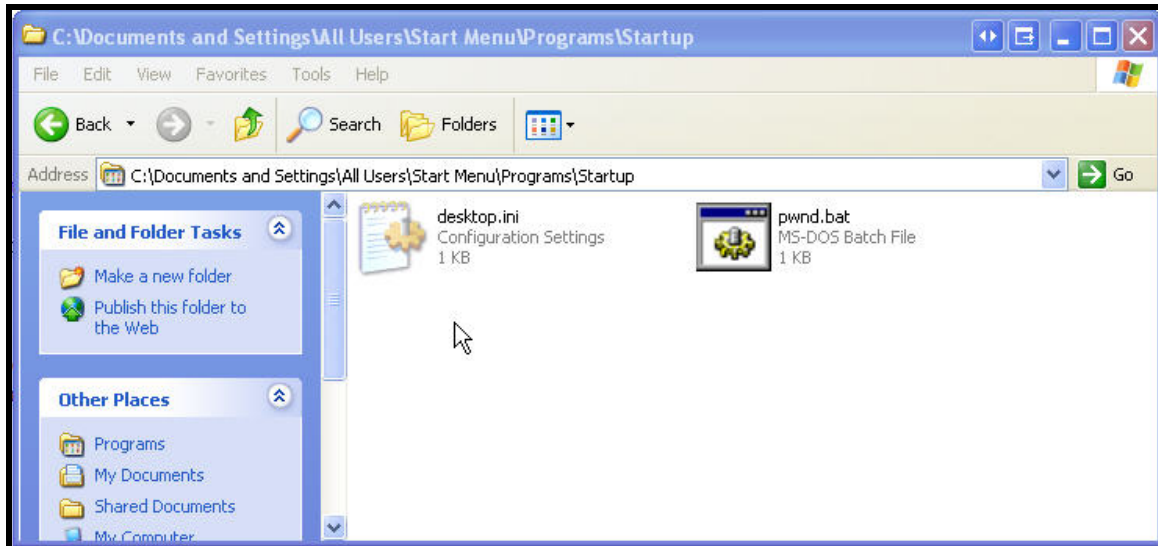 C:\Documents and Settings\All Users\Start Menu\Programs\Startup
File Edit View Favorites Tools Help
Back Search Folders
Address C:\Documents and Settings\All Users\Start Menu\Programs\Startup Go
File and Folder Tasks
Make a new folder
Publish this folder to
the Web
Other Places
Programs
My Documents
Shared Documents
My Computer
desktop.ini
Configuration Settings
1 KB
pwnd.bat
MS-DOS Batch File
1 KB